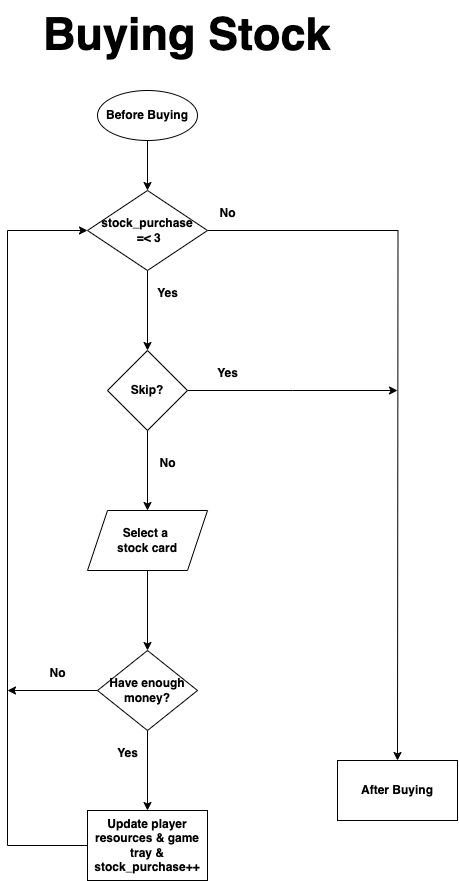 Buying Stock
Before Buying
stock_purchase
=< 3
No
Yes
Skip?
Yes
No
Select a
stock card
Have enough
money?
No
Yes
Update player
resources & game
tray &
stock_purchase++
After Buying